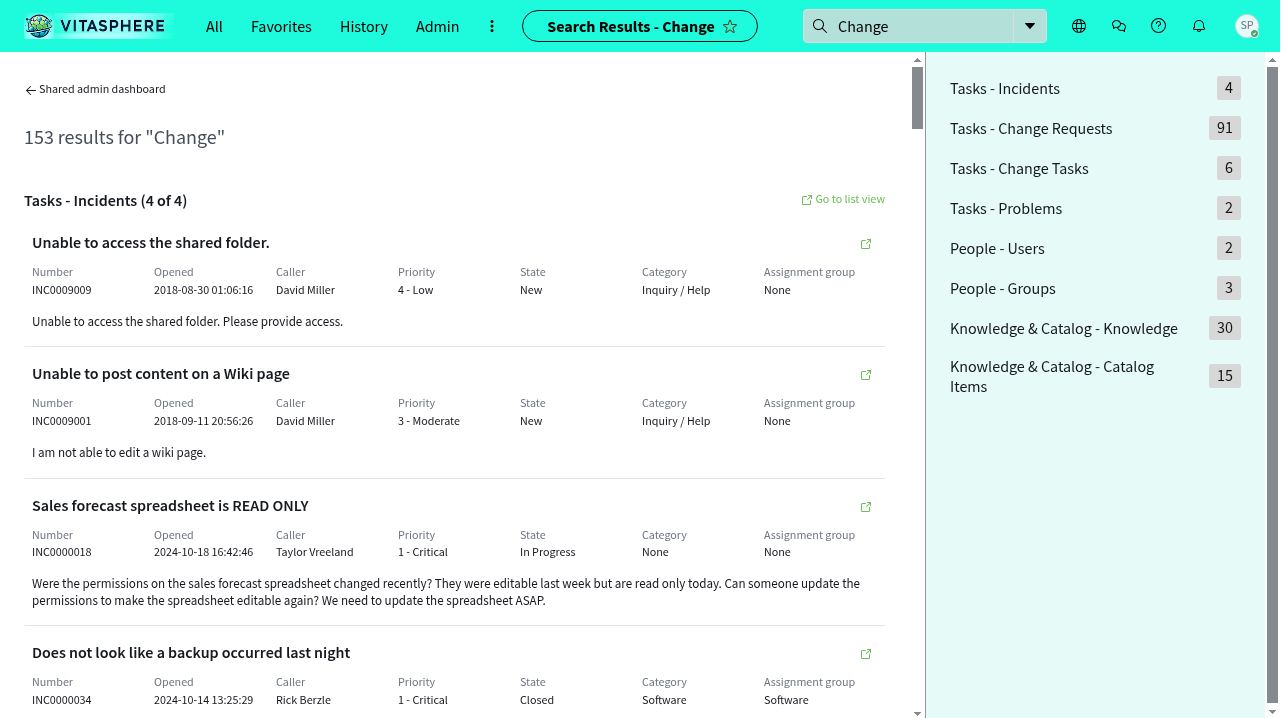 VITASPHERE
All
Favorites
History
Admin
Search Results - Change
Change
SP
Shared admin dashboard
153 results for "Change"
Tasks - Incidents (4 of 4)
Go to list view
Unable to access the shared folder.
Number Opened Caller Priority State Category Assignment group
INC0009009 2018-08-30 01:06:16 David Miller 4 - Low New Inquiry / Help None
Unable to access the shared folder. Please provide access.
Unable to post content on a Wiki page
Number Opened Caller Priority State Category Assignment group
INC0009001 2018-09-11 20:56:26 David Miller 3 - Moderate New Inquiry / Help None
I am not able to edit a wiki page.
Sales forecast spreadsheet is READ ONLY
Number Opened Caller Priority State Category Assignment group
INC0000018 2024-10-18 16:42:46 Taylor Vreeland 1 - Critical In Progress None None
Were the permissions on the sales forecast spreadsheet changed recently? They were editable last week but are read only today. Can someone update the
permissions to make the spreadsheet editable again? We need to update the spreadsheet ASAP.
Does not look like a backup occurred last night
Number Opened Caller Priority State Category Assignment group
INC0000034 2024-10-14 13:25:29 Rick Berzle 1 - Critical Closed Software Software
Tasks - Incidents 4
Tasks - Change Requests 91
Tasks - Change Tasks 6
Tasks - Problems 2
People - Users 2
People - Groups 3
Knowledge & Catalog - Knowledge 30
Knowledge & Catalog - Catalog
Items 15